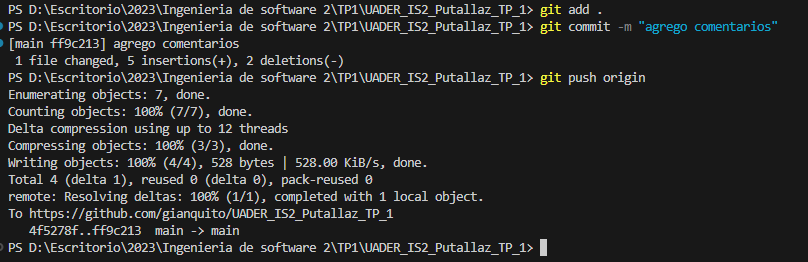 PS D:\Escritorio\2023\Ingenieria de software 2\TP1\UADER_IS2_Putallaz_TP_1> git add .
PS D:\Escritorio\2023\Ingenieria de software 2\TP1\UADER_IS2_Putallaz_TP_1> git commit -m "agrego comentarios"
[main ff9c213] agrego comentarios
 1 file changed, 5 insertions(+), 2 deletions(-)
PS D:\Escritorio\2023\Ingenieria de software 2\TP1\UADER_IS2_Putallaz_TP_1> git push origin
Enumerating objects: 7, done.
Counting objects: 100% (7/7), done.
Delta compression using up to 12 threads
Compressing objects: 100% (3/3), done.
Writing objects: 100% (4/4), 528 bytes | 528.00 KiB/s, done.
Total 4 (delta 1), reused 0 (delta 0), pack-reused 0
remote: Resolving deltas: 100% (1/1), completed with 1 local object.
To https://github.com/gianquito/UADER_IS2_Putallaz_TP_1
   4f5278f..ff9c213  main -> main
PS D:\Escritorio\2023\Ingenieria de software 2\TP1\UADER_IS2_Putallaz_TP_1>